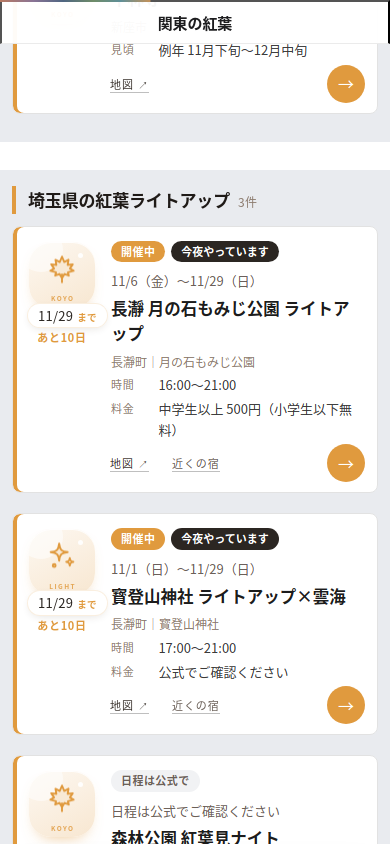 関東の紅葉
見頃 例年 11月下旬〜12月中旬
地図 ↗
→
埼玉県の紅葉ライトアップ 3件
KOYO
11/29 まで
あと10日
開催中 今夜やっています
11/6（金）〜11/29（日）
長瀞 月の石もみじ公園 ライトア
ップ
長瀞町｜月の石もみじ公園
時間 16:00〜21:00
料金 中学生以上 500円（小学生以下無
料）
地図 ↗ 近くの宿
→
LIGHT
11/29 まで
あと10日
開催中 今夜やっています
11/1（日）〜11/29（日）
寳登山神社 ライトアップ×雲海
長瀞町｜寳登山神社
時間 17:00〜21:00
料金 公式でご確認ください
地図 ↗ 近くの宿
→
KOYO
日程は公式で
日程は公式でご確認ください
森林公園 紅葉見ナイト